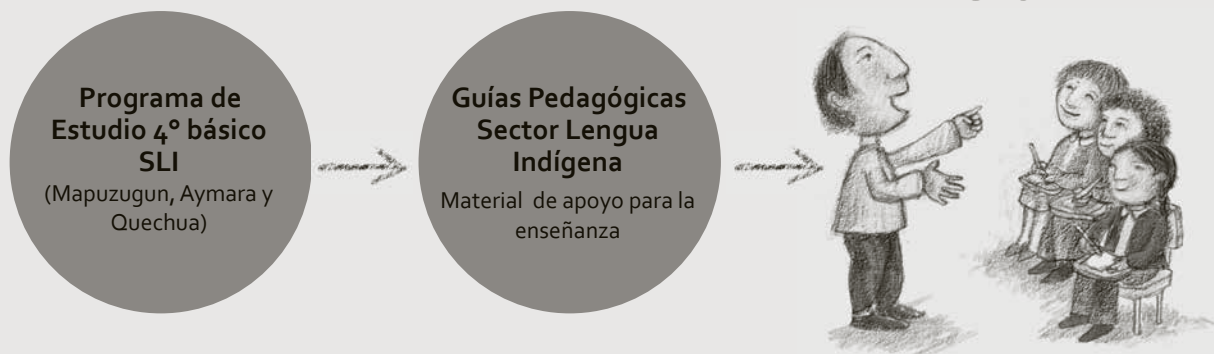 Programa de
Estudio 4° básico
SLI
(Mapuzugun, Aymara y
Quechua)
Guías Pedagógicas
Sector Lengua
Indígena
Material de apoyo para la
enseñanza